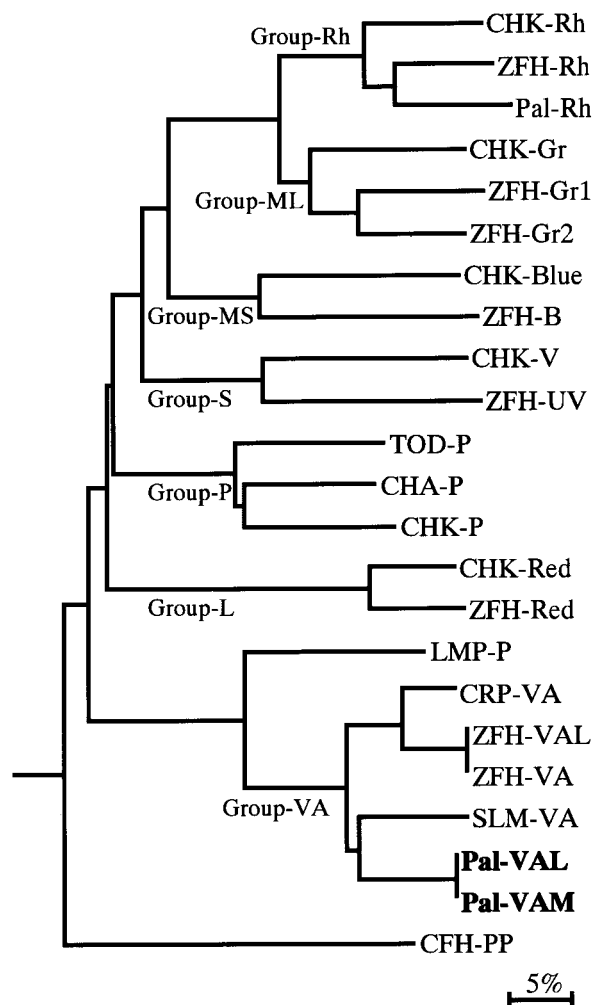 Group-Rh
CHK-Rh
ZFH-Rh
Pal-Rh
CHK-Gr
Group-ML
ZFH-Gr1
ZFH-Gr2
CHK-Blue
Group-MS
ZFH-B
CHK-V
Group-S
ZFH-UV
TOD-P
Group-P
CHA-P
CHK-P
CHK-Red
Group-L
ZFH-Red
LMP-P
CRP-VA
ZFH-VAL
ZFH-VA
Group-VA
SLM-VA
Pal-VAL
Pal-VAM
CFH-PP
5%